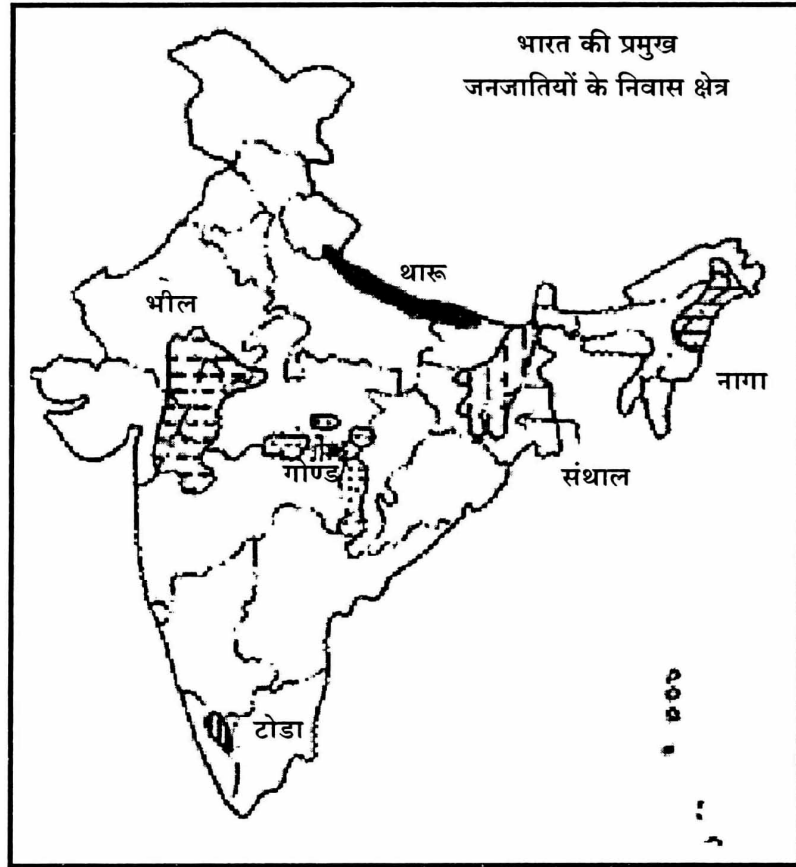 भारत की प्रमुख
जनजातियों के निवास क्षेत्र
थारू
भील
नागा
गोण्ड
संथाल
टोडा